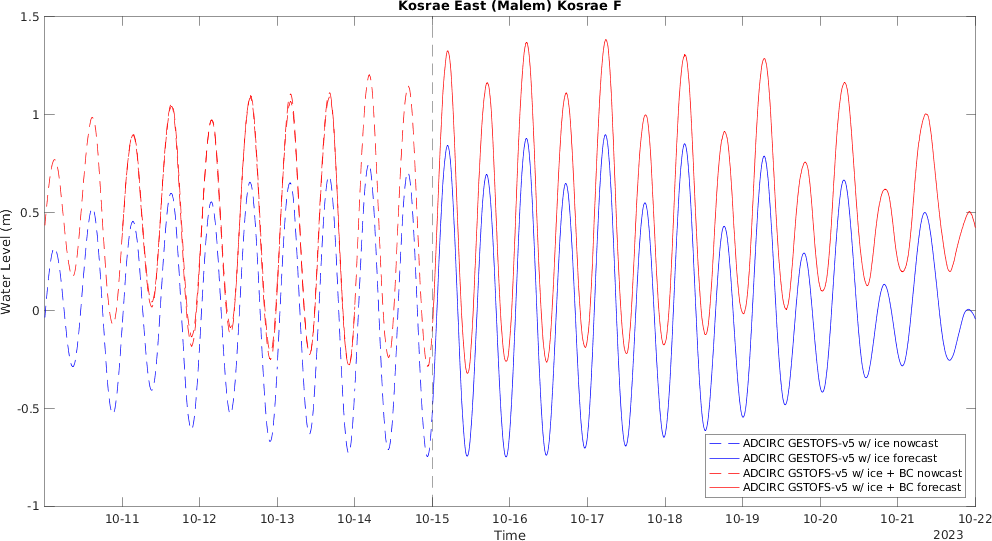 Kosrae East (Malem) Kosrae F
1.5
1
0.5
0
-0.5
-1
Water Level (m)
10-11 10-12 10-13 10-14 10-15 10-16 10-17 10-18 10-19 10-20 10-21 10-22
Time
2023
ADCIRC GESTOFS-v5 w/ ice nowcast
ADCIRC GESTOFS-v5 w/ ice forecast
ADCIRC GSTOFS-v5 w/ ice + BC nowcast
ADCIRC GSTOFS-v5 w/ ice + BC forecast